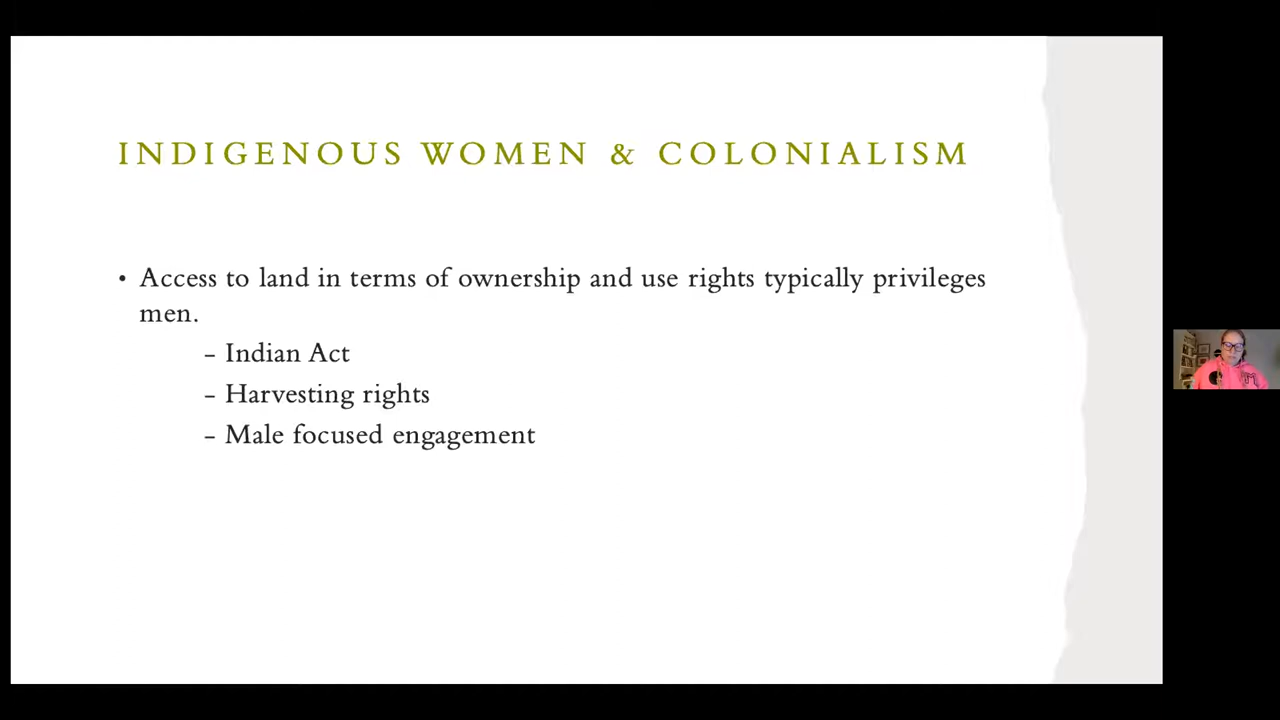 INDIGENOUS WOMEN & COLONIALISM
• Access to land in terms of ownership and use rights typically privileges
men.
– Indian Act
– Harvesting rights
– Male focused engagement